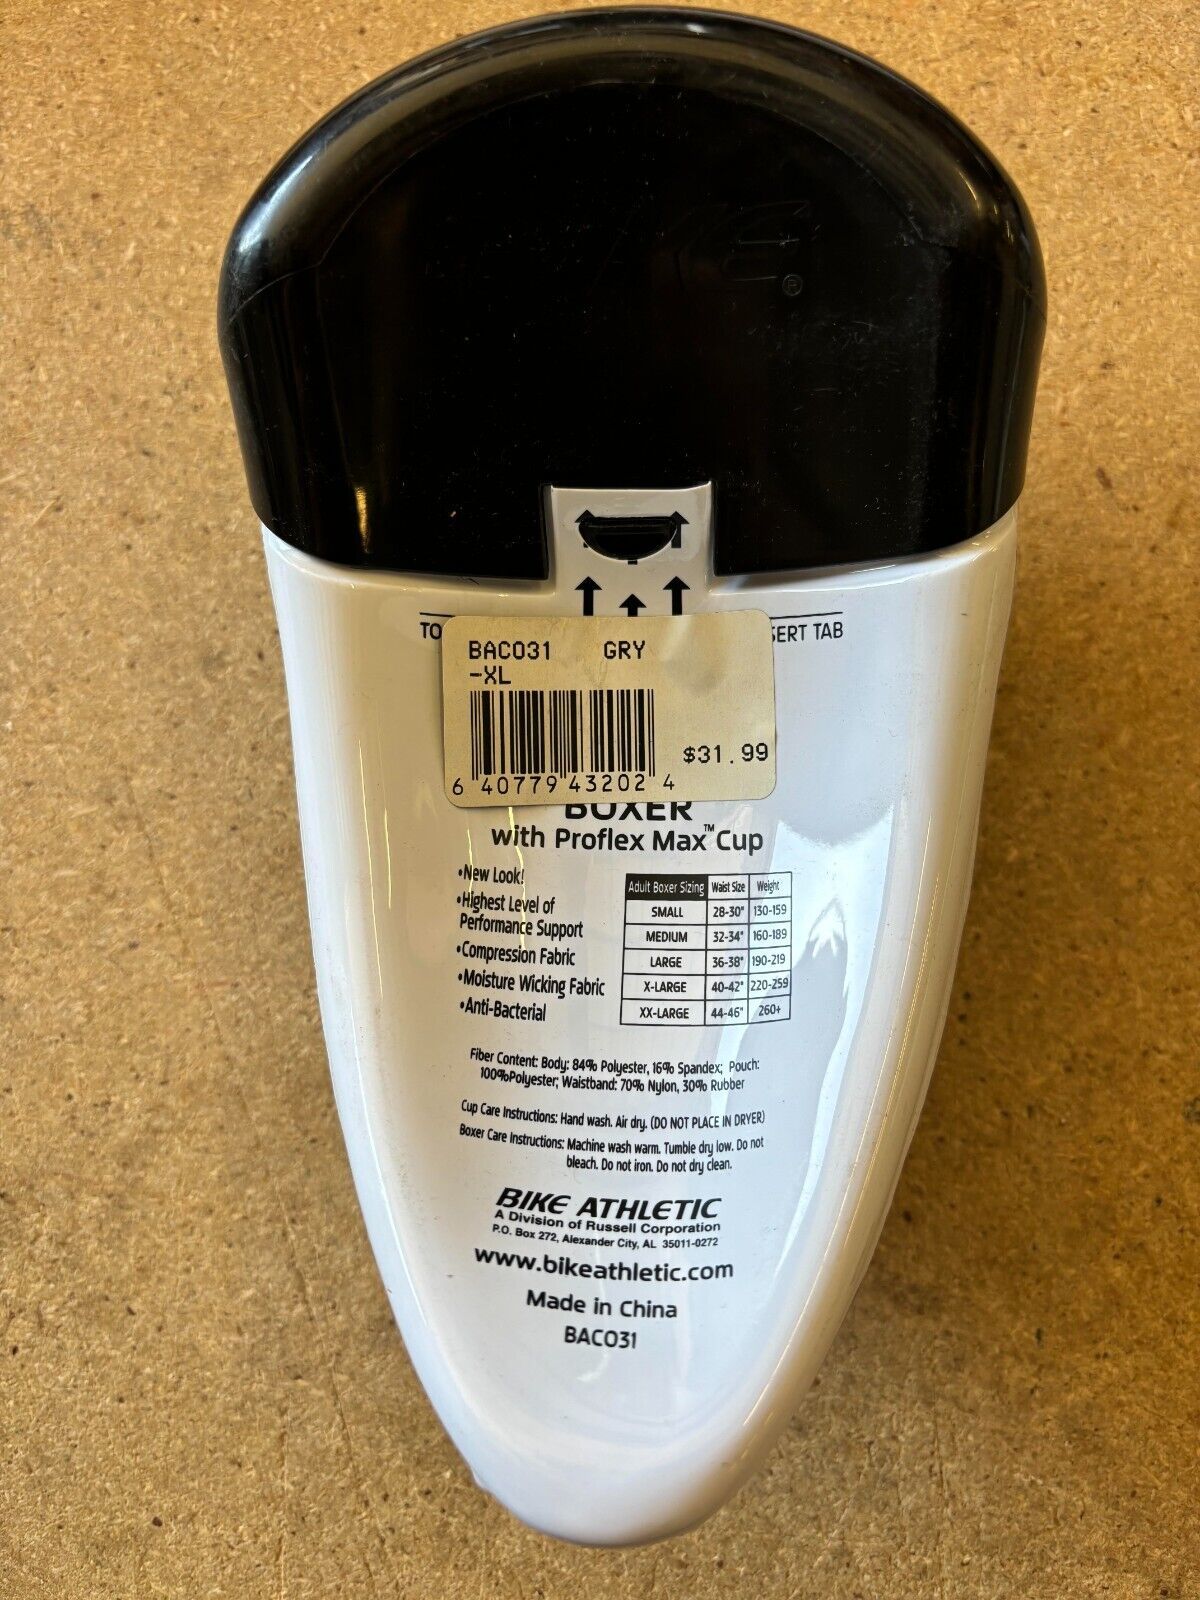 TO
SERT TAB
BACO31 GRY
-XL
$31.99
6 40779 43202 4
BOXER
with Proflex Max™ Cup
•New Look!
•Highest Level of
Performance Support
•Compression Fabric
•Moisture Wicking Fabric
•Anti-Bacterial
Adult Boxer Sizing Waist Size Weight
SMALL 28-30" 130-159
MEDIUM 32-34" 160-189
LARGE 36-38" 190-219
X-LARGE 40-42" 220-259
XX-LARGE 44-46" 260+
Fiber Content: Body: 84% Polyester, 16% Spandex; Pouch:
100%Polyester; Waistband: 70% Nylon, 30% Rubber
Cup Care Instructions: Hand wash. Air dry. (DO NOT PLACE IN DRYER)
Boxer Care Instructions: Machine wash warm. Tumble dry low. Do not
bleach. Do not iron. Do not dry clean.
BIKE ATHLETIC
A Division of Russell Corporation
P.O. Box 272, Alexander City, AL 35011-0272
www.bikeathletic.com
Made in China
BACO31